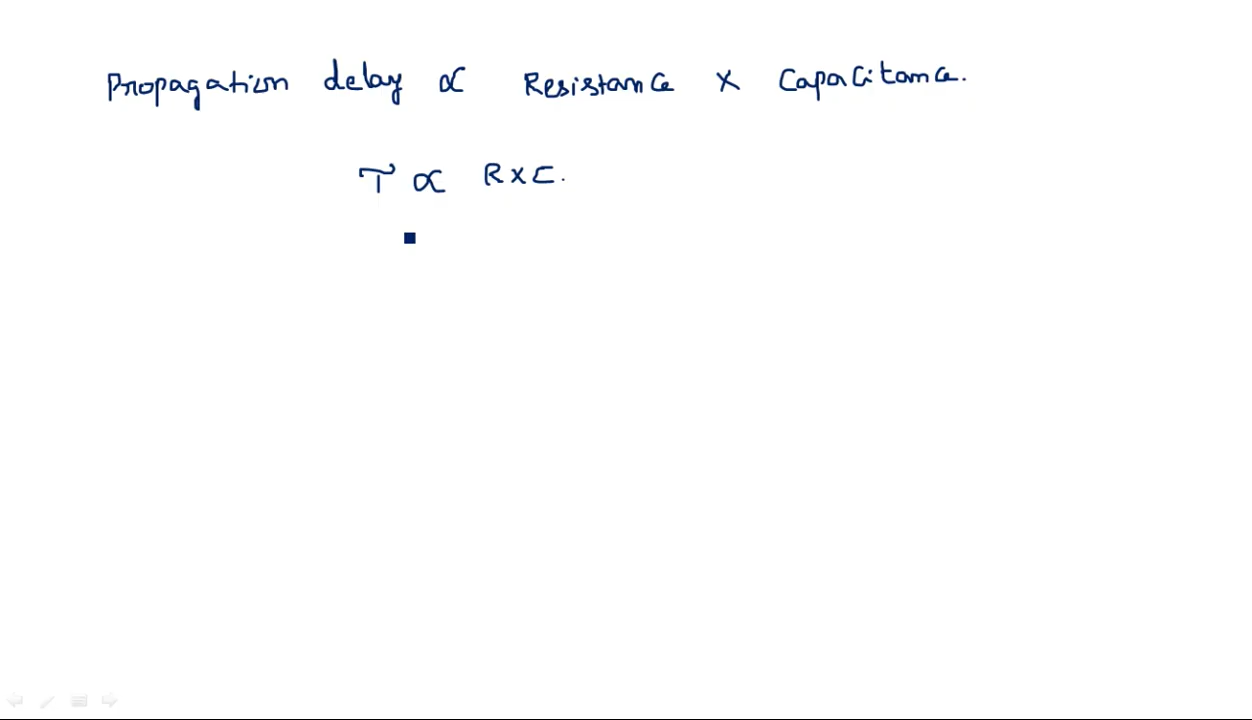 Propagation delay ∝ Resistance × Capacitance.
T ∝ R×C.